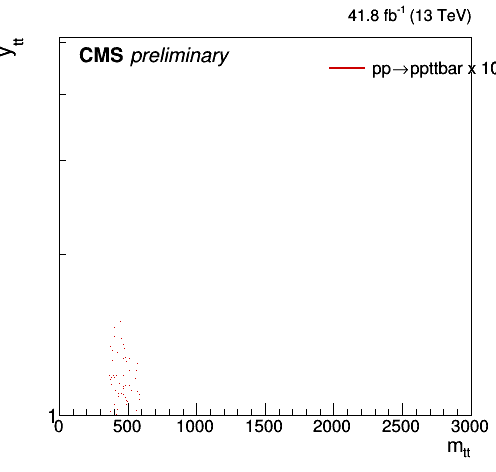 41.8 fb-1 (13 TeV)
CMS preliminary
pp→ppttbar x 10
ytt
1
0 500 1000 1500 2000 2500 3000
mtt